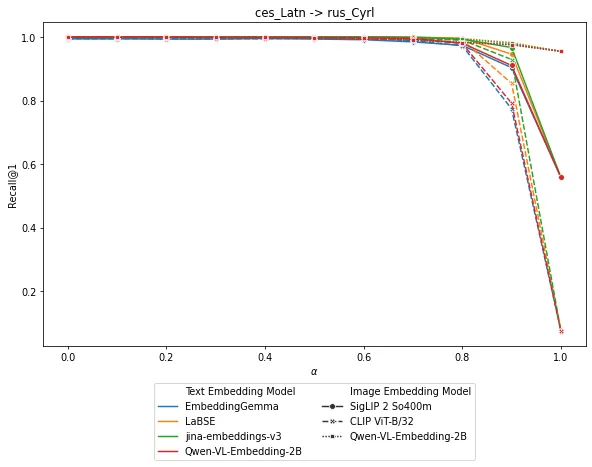 ces_Latn -> rus_Cyrl
Recall@1
1.0
0.8
0.6
0.4
0.2
0.0 0.2 0.4 0.6 0.8 1.0
α
Text Embedding Model
EmbeddingGemma
LaBSE
jina-embeddings-v3
Qwen-VL-Embedding-2B
Image Embedding Model
SigLIP 2 So400m
CLIP ViT-B/32
Qwen-VL-Embedding-2B